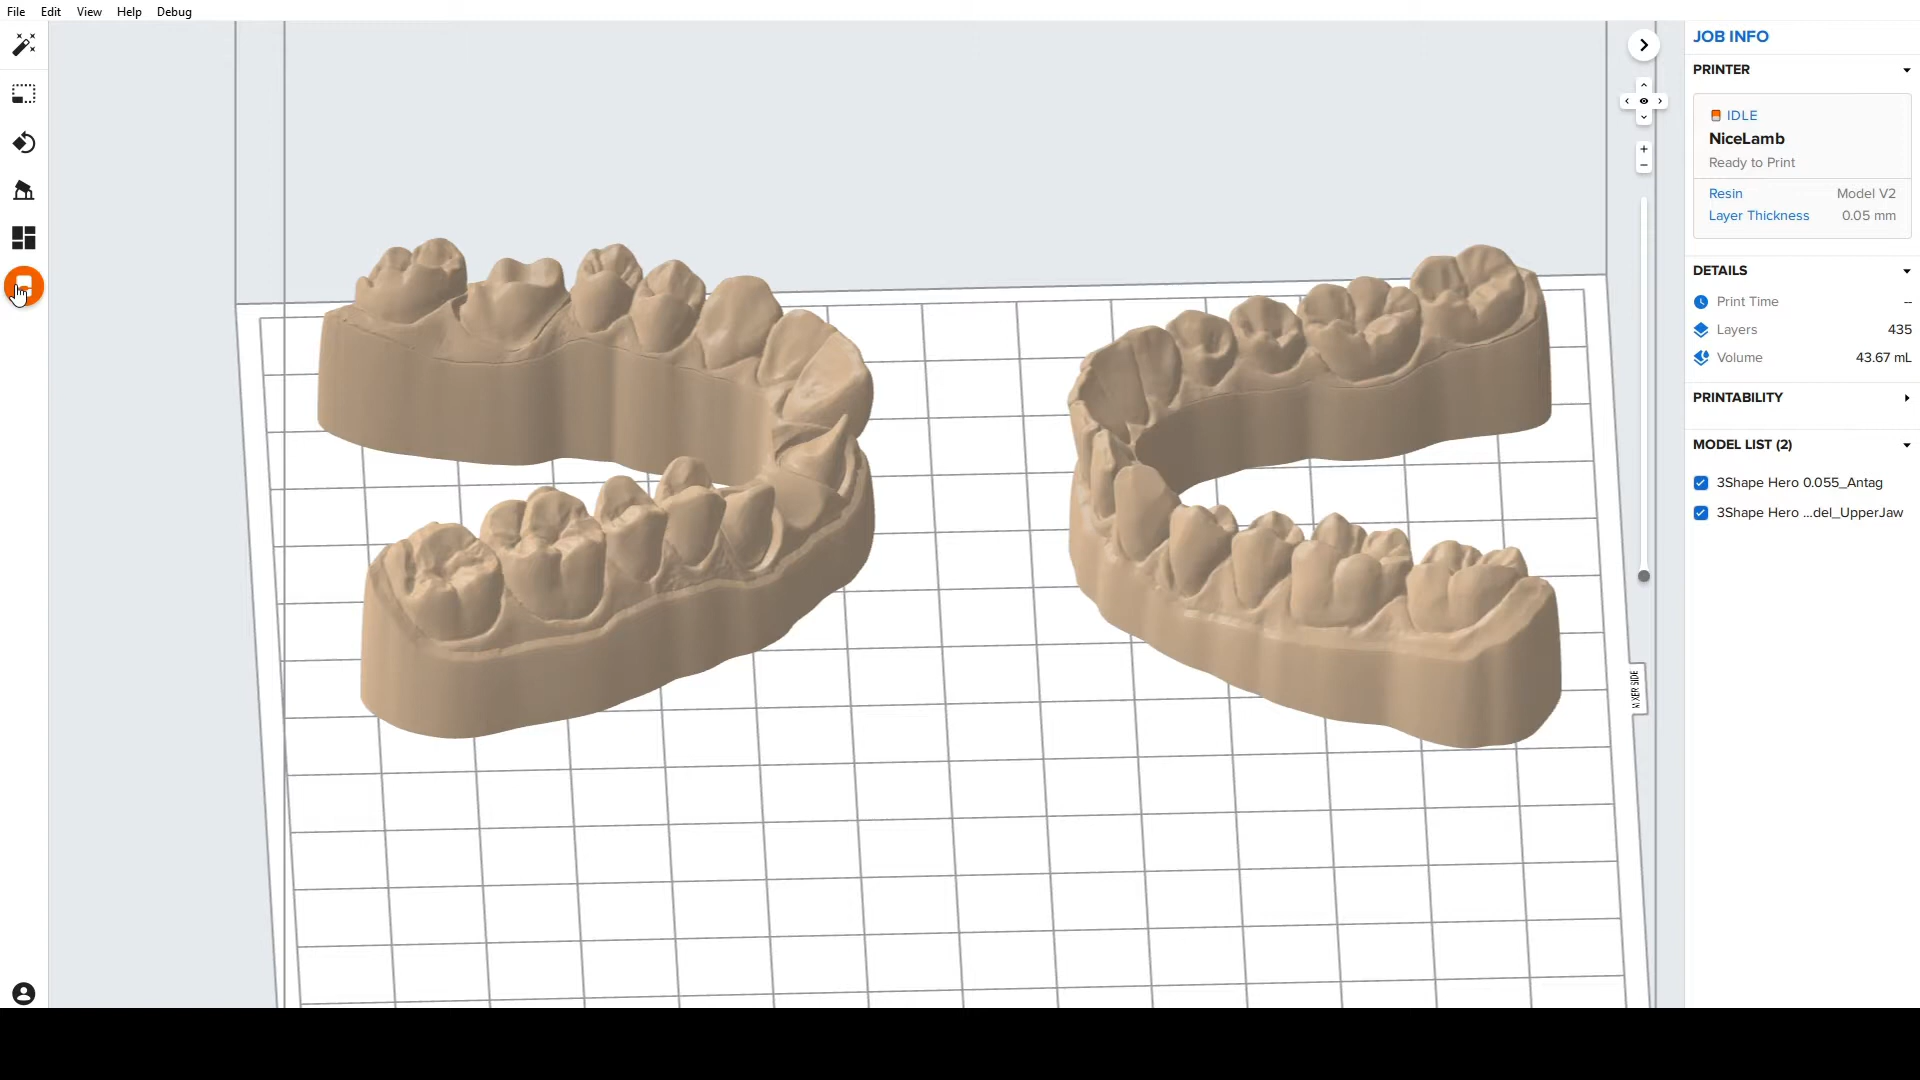 File Edit View Help Debug
JOB INFO
PRINTER
IDLE
NiceLamb
Ready to Print
Resin Model V2
Layer Thickness 0.05 mm
DETAILS
Print Time --
Layers 435
Volume 43.67 mL
PRINTABILITY
MODEL LIST (2)
3Shape Hero 0.055_Antag
3Shape Hero ...del_UpperJaw
MIXER SIDE